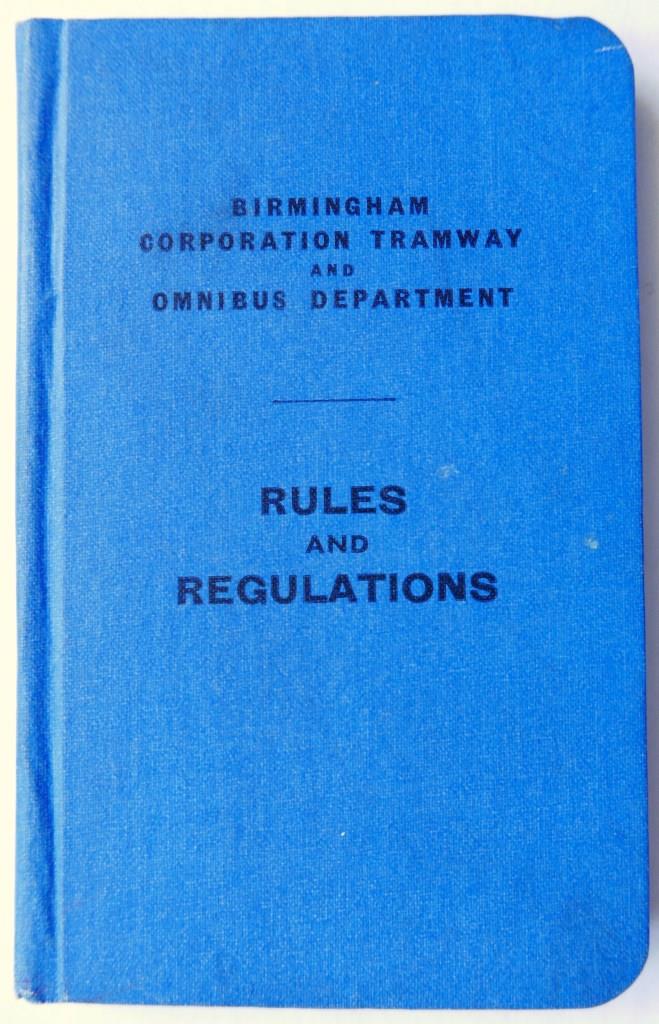 BIRMINGHAM
CORPORATION TRAMWAY
AND
OMNIBUS DEPARTMENT
RULES
AND
REGULATIONS